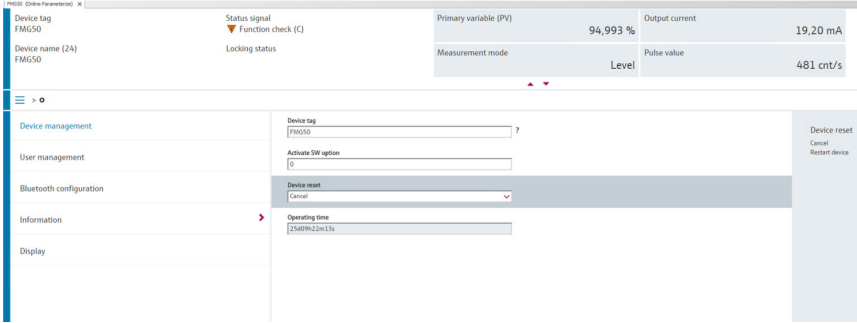 FMG50 (Online Parameterize) X
Device tag
FMG50
Status signal
Function check (C)
Primary variable (PV)
94,993 %
Output current
19,20 mA
Device name (24)
FMG50
Locking status
Measurement mode
Level
Pulse value
481 cnt/s
>
Device management
User management
Bluetooth configuration
Information
Display
Device tag
FMG50
?
Activate SW option
0
Device reset
Cancel
Operating time
25d09h22m13s
Device reset
Cancel
Restart device